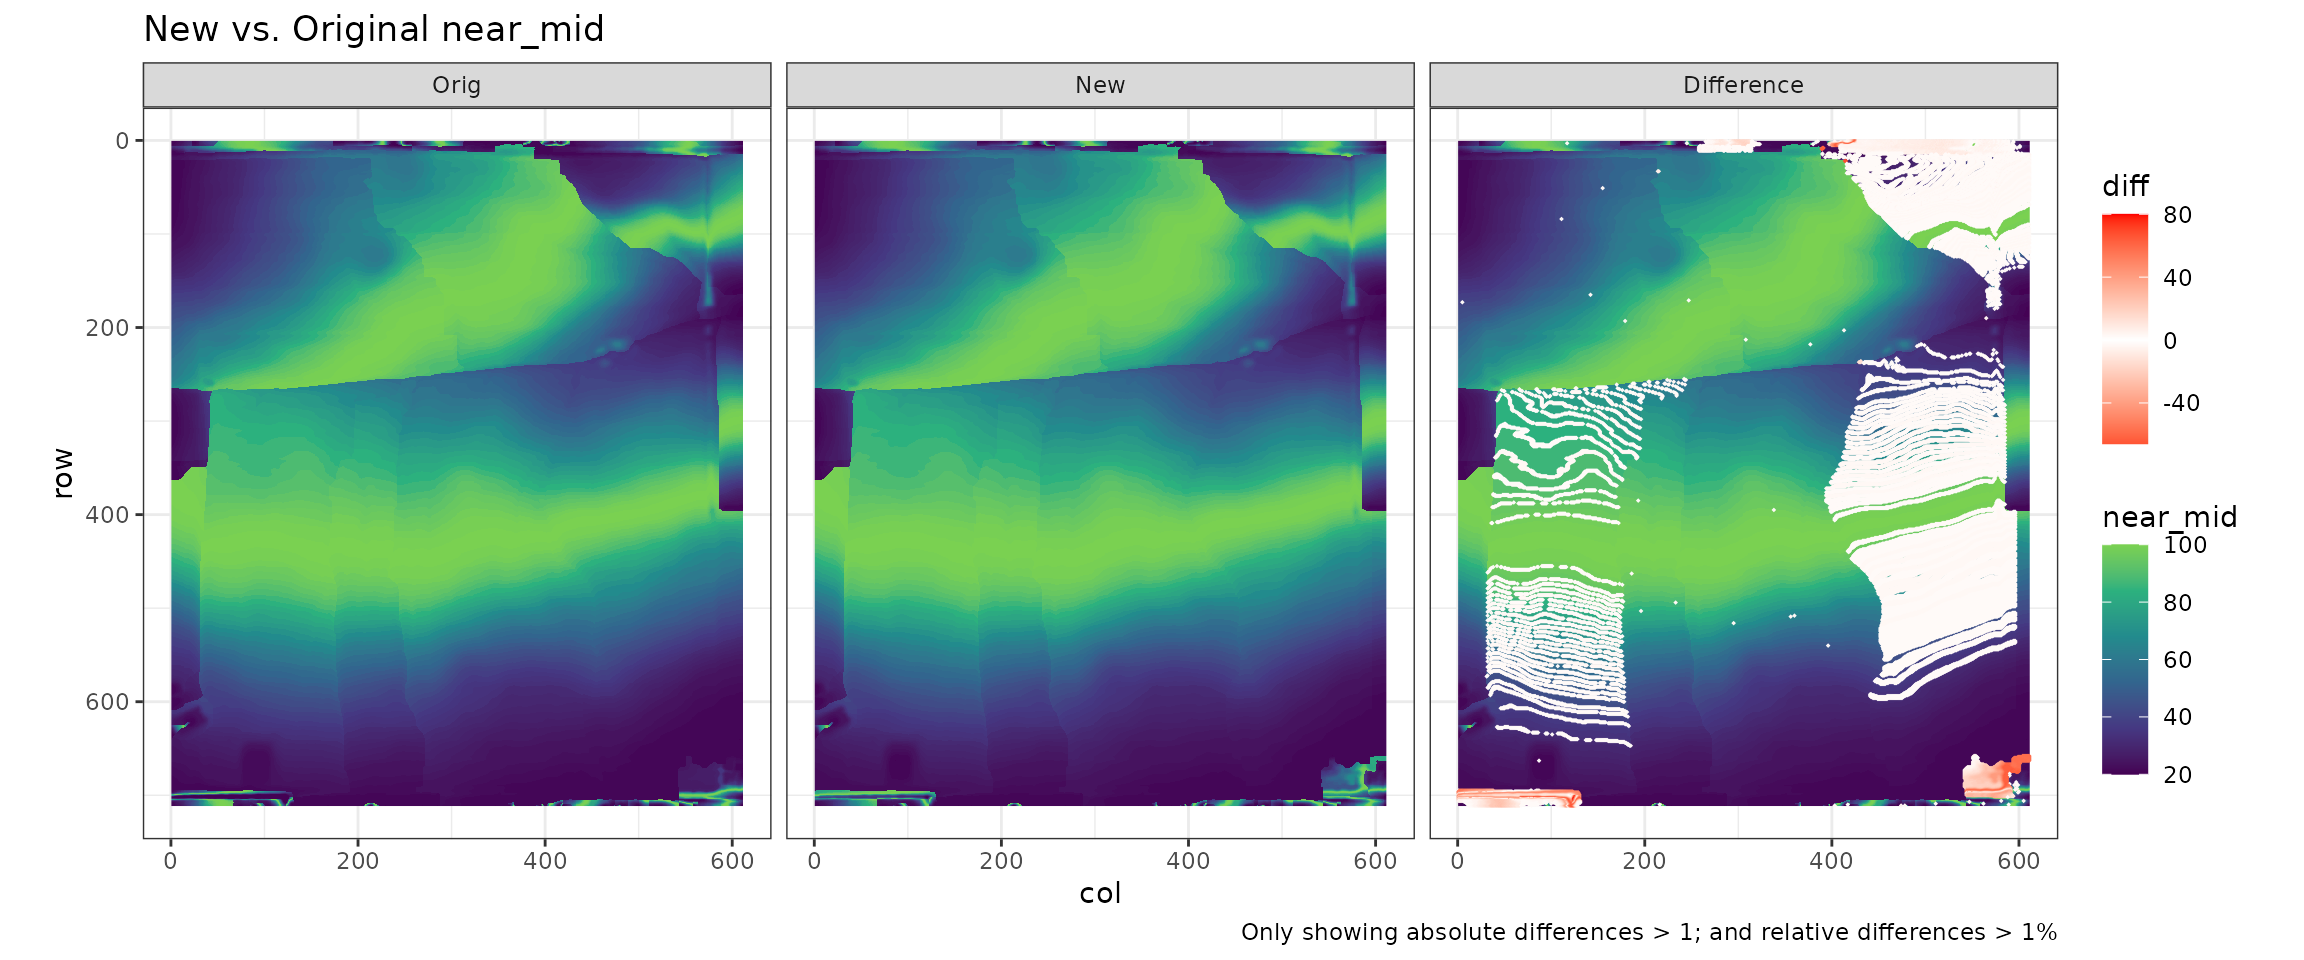 New vs. Original near_mid
Orig
New
Difference
0
200
400
600
row
0
200
400
600
0
200
400
600
0
200
400
600
col
diff
80
40
0
-40
near_mid
100
80
60
40
20
Only showing absolute differences > 1; and relative differences > 1%